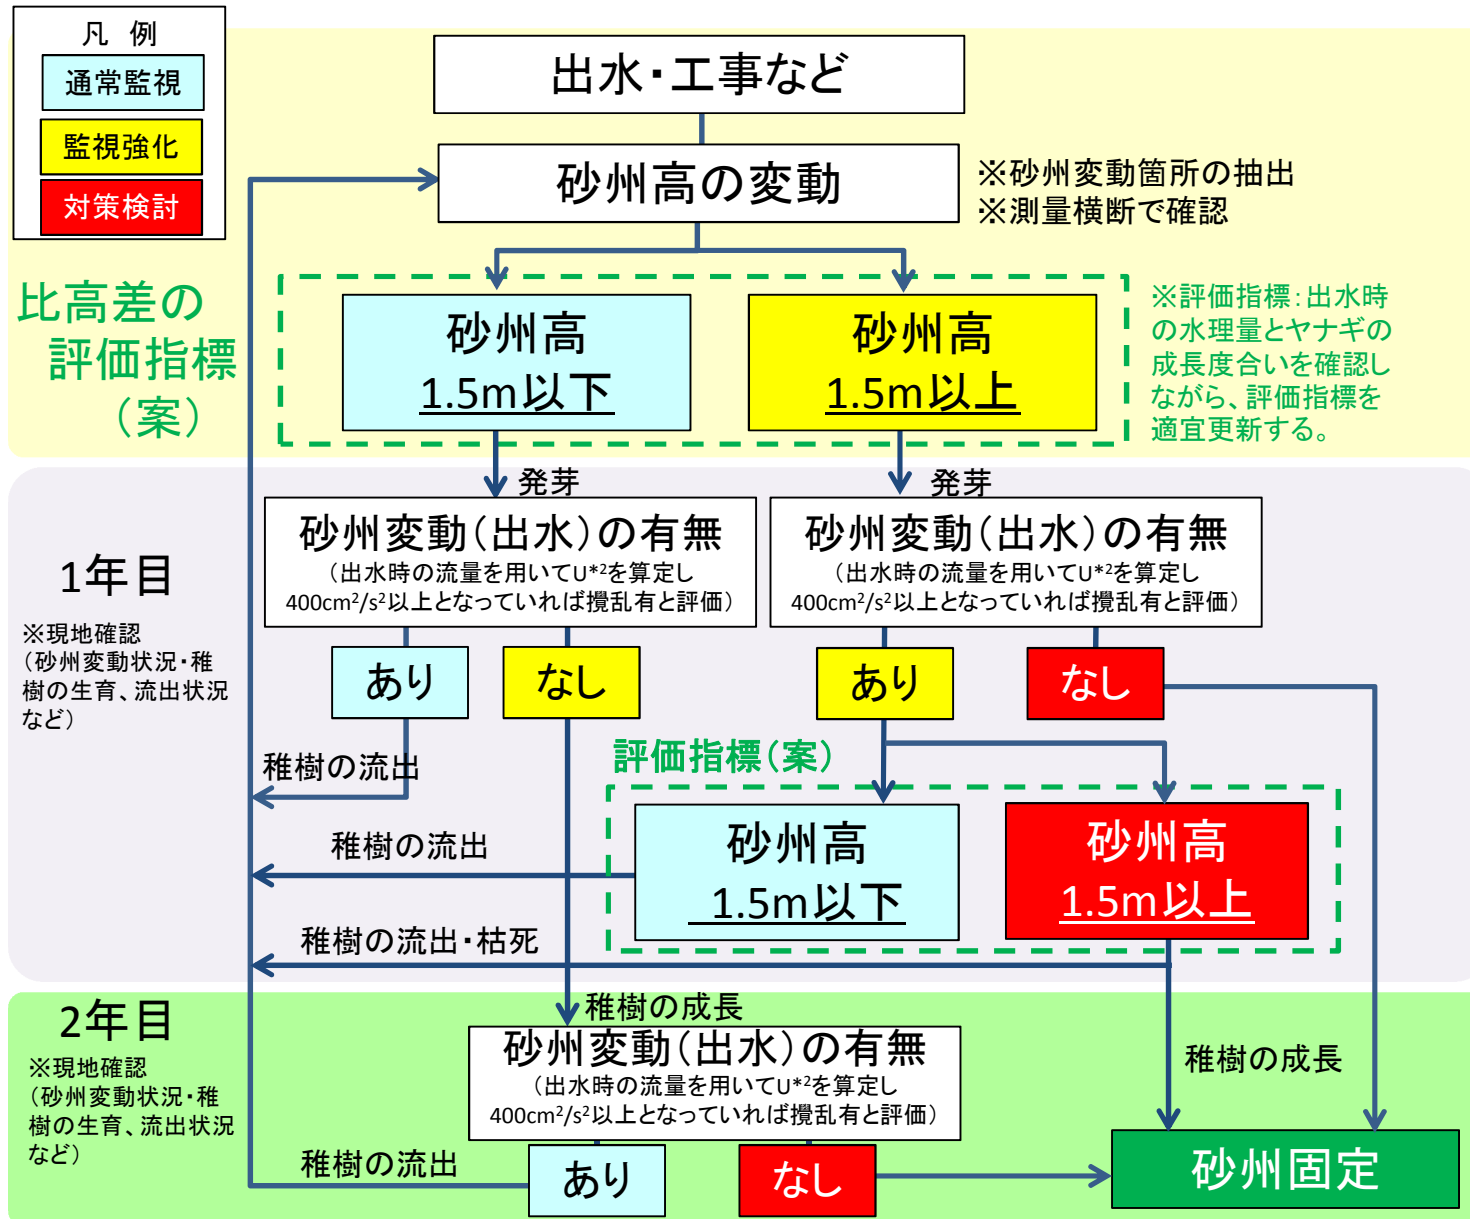 凡 例
通常監視
監視強化
対策検討
出水・工事など
砂州高の変動
※砂州変動箇所の抽出
※測量横断で確認
比高差の
評価指標
（案）
砂州高
1.5m以下
砂州高
1.5m以上
※評価指標：出水時
の水理量とヤナギの
成長度合いを確認し
ながら、評価指標を
適宜更新する。
発芽
発芽
1年目
※現地確認
（砂州変動状況・稚
樹の生育、流出状況
など）
砂州変動（出水）の有無
（出水時の流量を用いてU*²を算定し
400cm²/s²以上となっていれば攪乱有と評価）
砂州変動（出水）の有無
（出水時の流量を用いてU*²を算定し
400cm²/s²以上となっていれば攪乱有と評価）
あり
なし
あり
なし
稚樹の流出
評価指標（案）
稚樹の流出
砂州高
1.5m以下
砂州高
1.5m以上
稚樹の流出・枯死
2年目
※現地確認
（砂州変動状況・稚
樹の生育、流出状況
など）
稚樹の成長
砂州変動（出水）の有無
（出水時の流量を用いてU*²を算定し
400cm²/s²以上となっていれば攪乱有と評価）
稚樹の成長
稚樹の流出
あり
なし
砂州固定